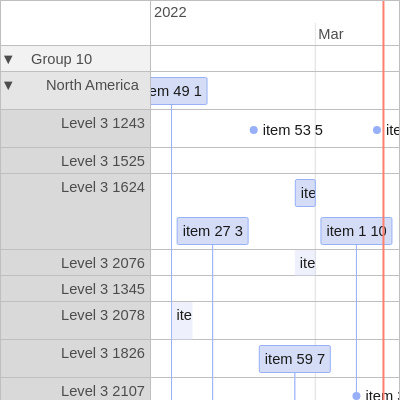 2022
Mar
▼ Group 10
▼ North America
em 49 1
Level 3 1243
item 53 5
ite
Level 3 1525
Level 3 1624
ite
item 27 3
item 1 10
Level 3 2076
ite
Level 3 1345
Level 3 2078
ite
Level 3 1826
item 59 7
Level 3 2107
item